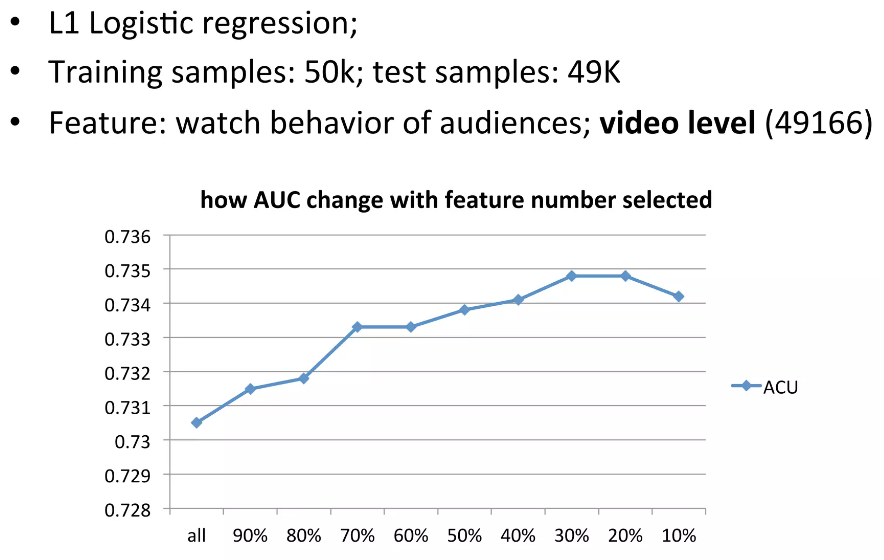 • L1 Logistic regression;
• Training samples: 50k; test samples: 49K
• Feature: watch behavior of audiences; video level (49166)
how AUC change with feature number selected
0.736
0.735
0.734
0.733
0.732
0.731
0.73
0.729
0.728
ACU
all 90% 80% 70% 60% 50% 40% 30% 20% 10%